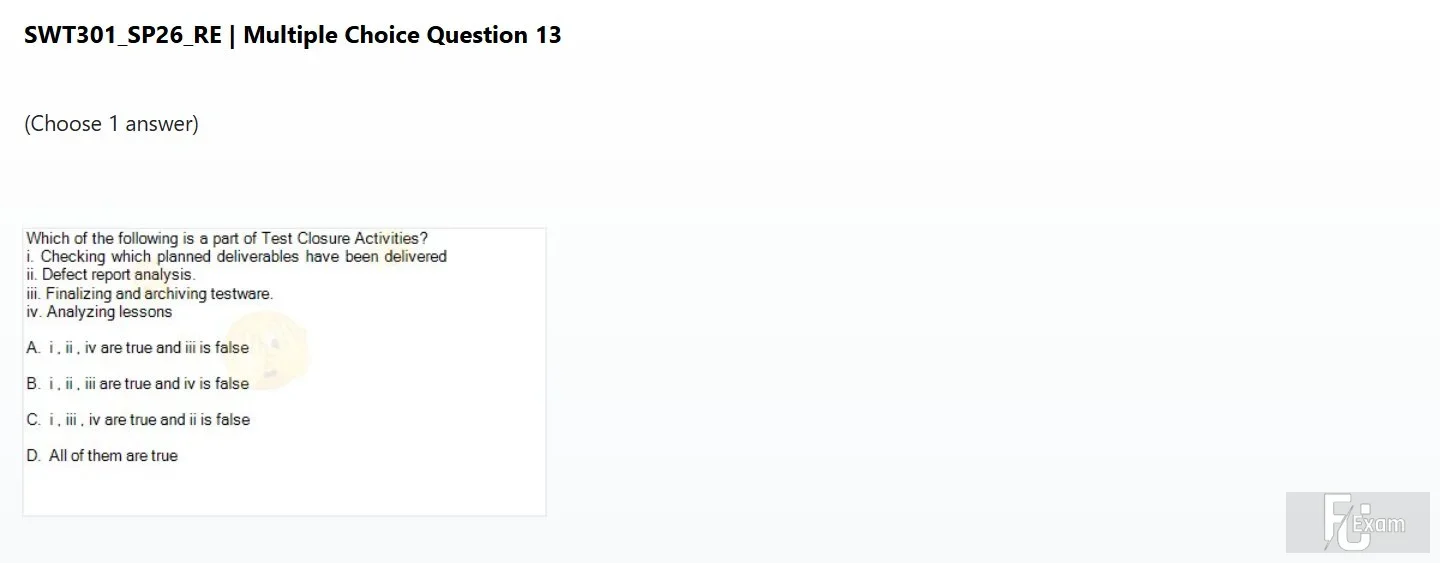 SWT301_SP26_RE | Multiple Choice Question 13
(Choose 1 answer)
Which of the following is a part of Test Closure Activities?
i. Checking which planned deliverables have been delivered
ii. Defect report analysis.
iii. Finalizing and archiving testware.
iv. Analyzing lessons
A. i , ii , iv are true and iii is false
B. i , ii , iii are true and iv is false
C. i , iii , iv are true and ii is false
D. All of them are true
FU Exam